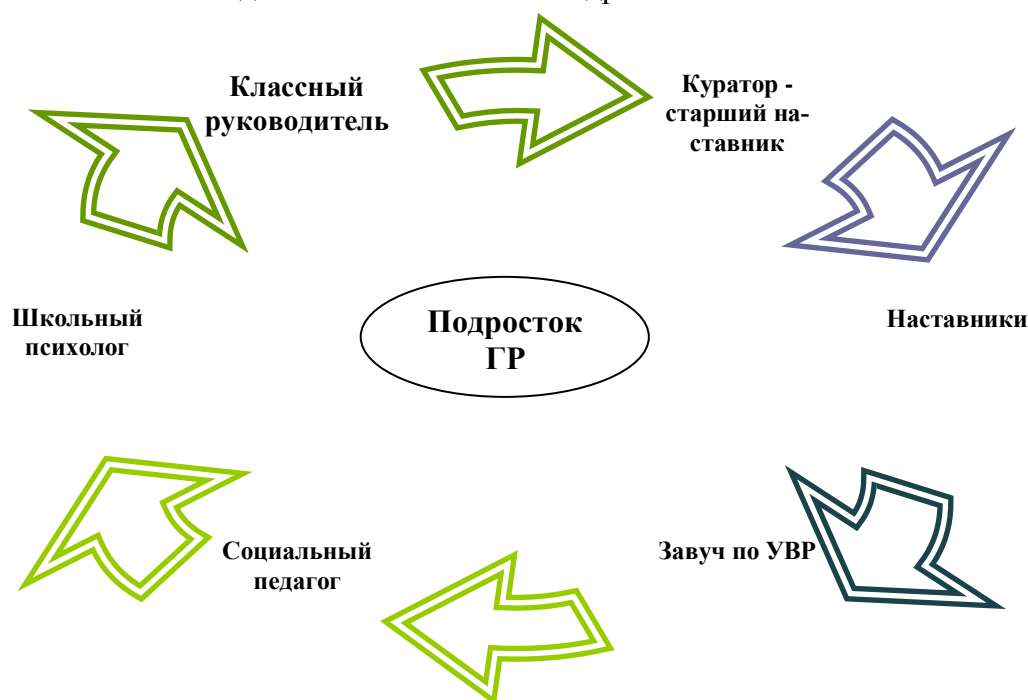 Классный
руководитель
Куратор -
старший на-
ставник
Школьный
психолог
Подросток
ГР
Наставники
Социальный
педагог
Завуч по УВР